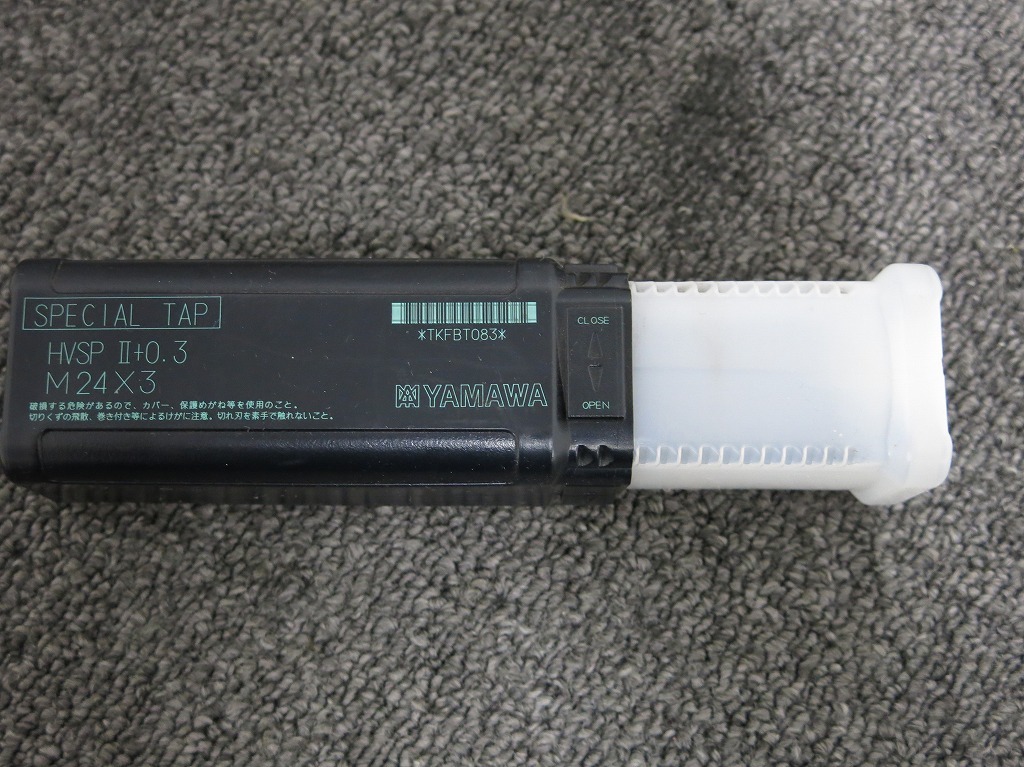 SPECIAL TAP
HVSP Ⅱ+0.3
M24X3
破損する危険があるので、カバー、保護めがね等を使用のこと。
切りくずの飛散、巻き付き等によるけがに注意。切れ刃を素手で触れないこと。
*TKFBT083*
YAMAWA
CLOSE
OPEN